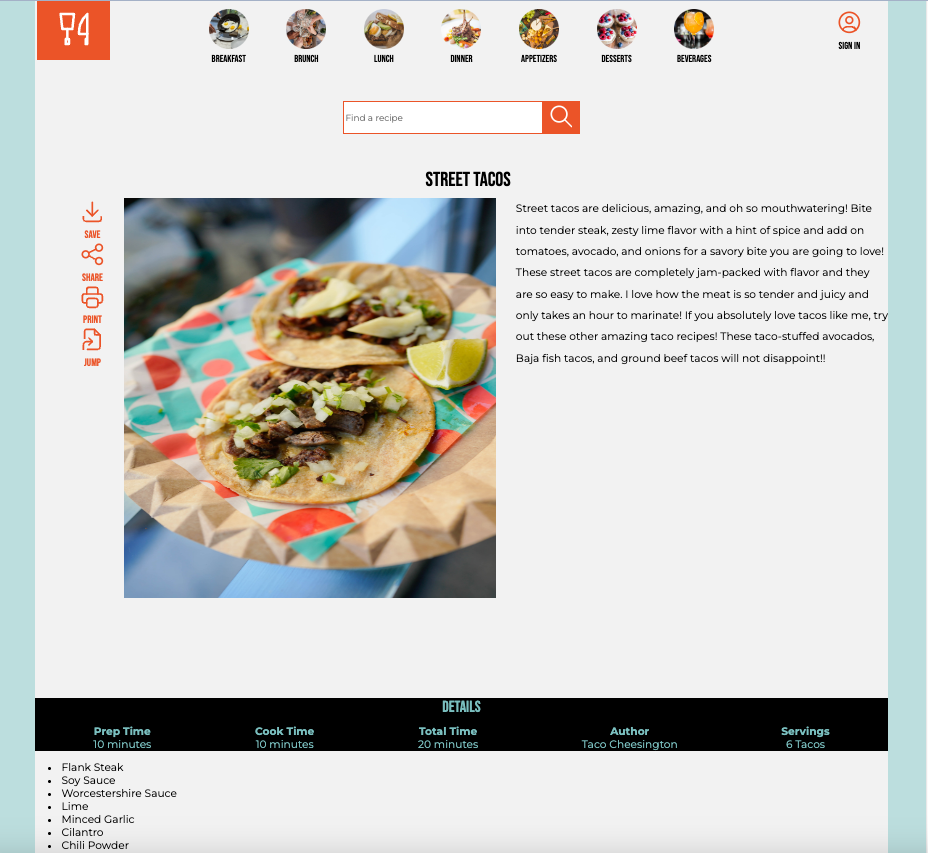 BREAKFAST BRUNCH LUNCH DINNER APPETIZERS DESSERTS BEVERAGES SIGN IN
Find a recipe
STREET TACOS
SAVE
SHARE
PRINT
JUMP
Street tacos are delicious, amazing, and oh so mouthwatering! Bite
into tender steak, zesty lime flavor with a hint of spice and add on
tomatoes, avocado, and onions for a savory bite you are going to love!
These street tacos are completely jam-packed with flavor and they
are so easy to make. I love how the meat is so tender and juicy and
only takes an hour to marinate! If you absolutely love tacos like me, try
out these other amazing taco recipes! These taco-stuffed avocados,
Baja fish tacos, and ground beef tacos will not disappoint!!
DETAILS
Prep Time Cook Time Total Time Author Servings
10 minutes 10 minutes 20 minutes Taco Cheesington 6 Tacos
• Flank Steak
• Soy Sauce
• Worcestershire Sauce
• Lime
• Minced Garlic
• Cilantro
• Chili Powder